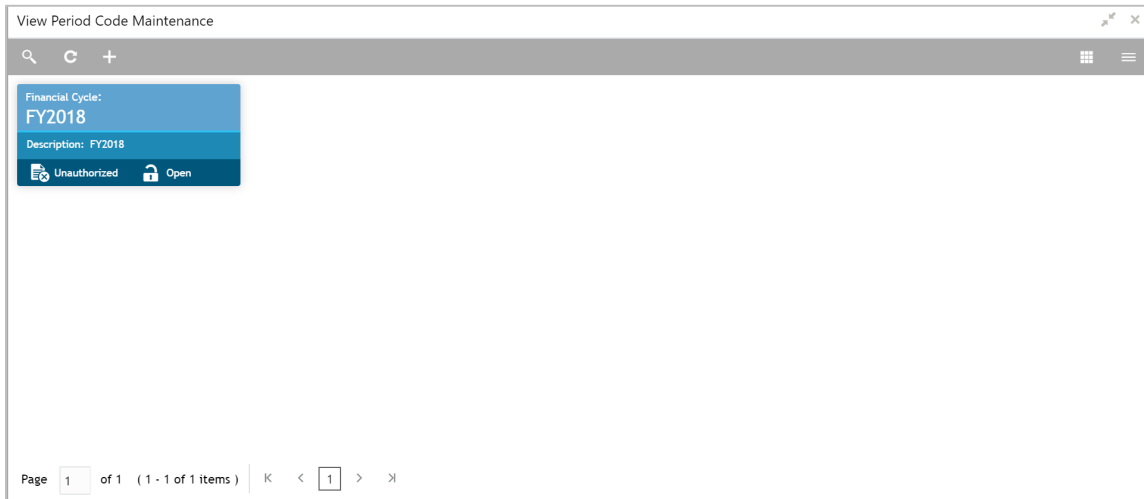 View Period Code Maintenance
Financial Cycle:
FY2018
Description: FY2018
Unauthorized Open
Page 1 of 1 ( 1 - 1 of 1 items ) 1